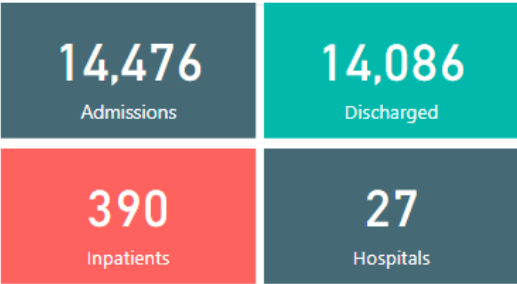 14,476
Admissions
14,086
Discharged
390
Inpatients
27
Hospitals